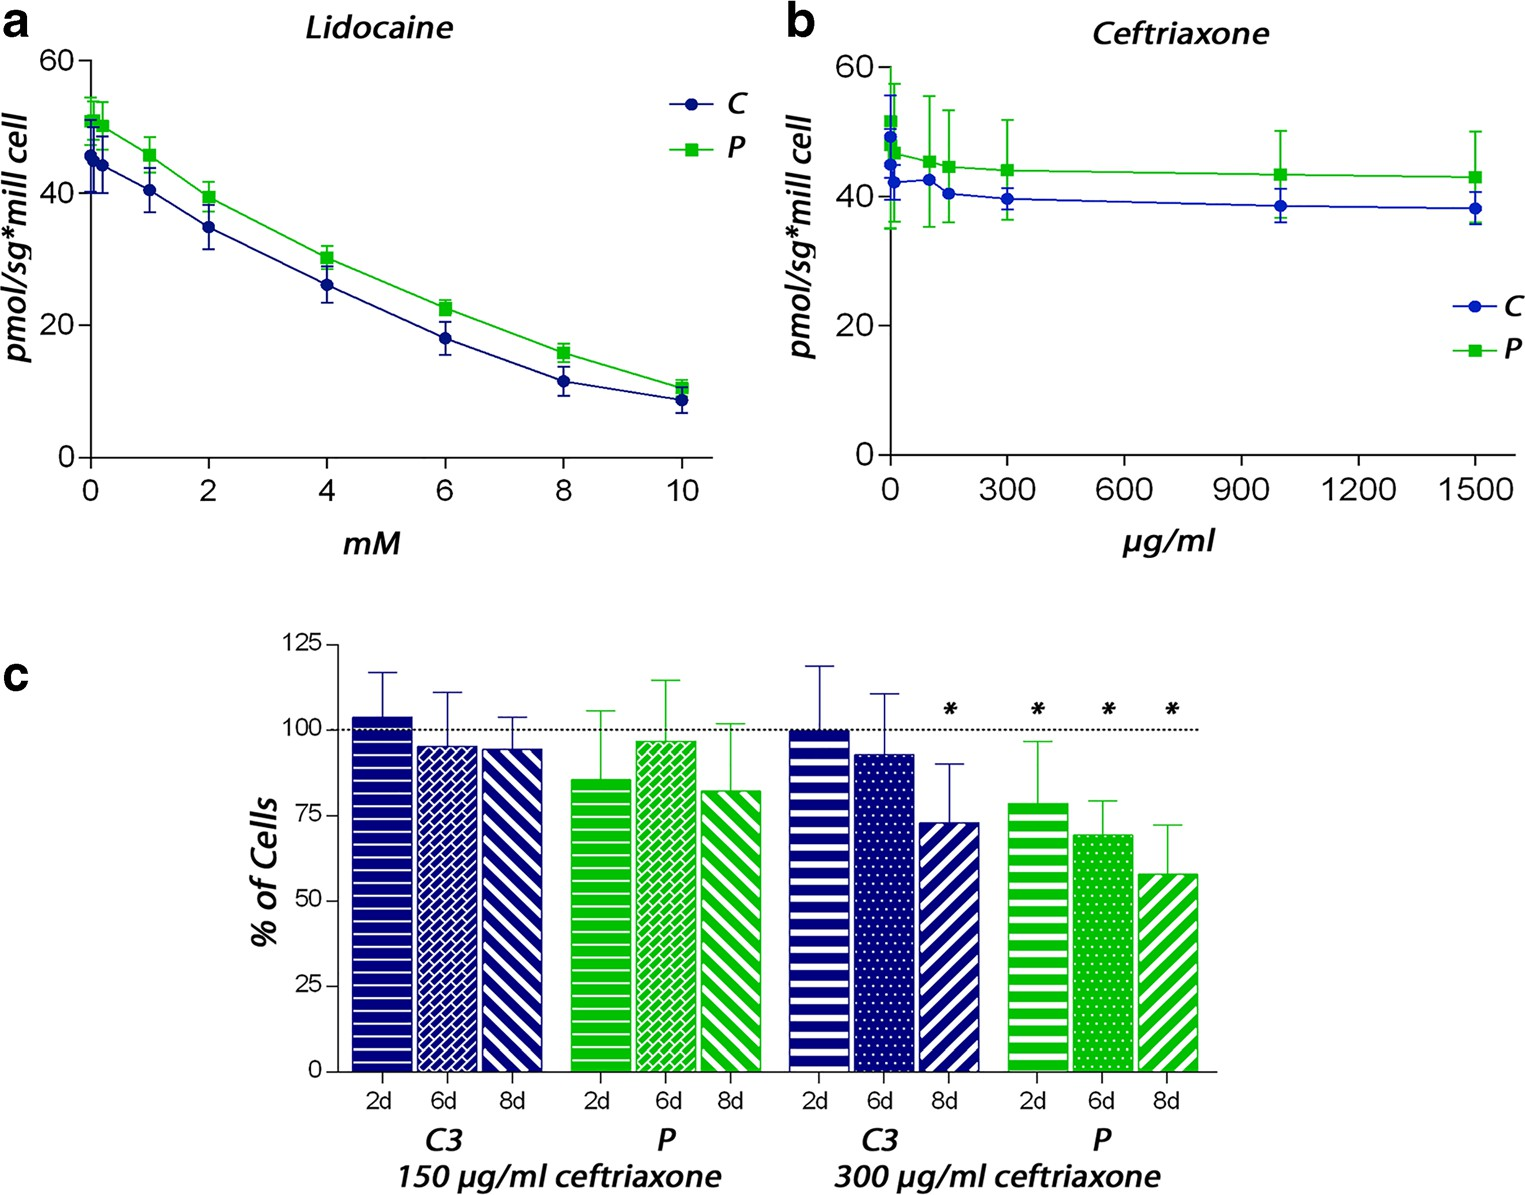 a
Lidocaine
60
40
20
0
pmol/sg*mill cell
C
P
0 2 4 6 8 10
mM
b
Ceftriaxone
60
40
20
0
pmol/sg*mill cell
C
P
0 300 600 900 1200 1500
µg/ml
c
125
100
75
50
25
0
% of Cells
* * * *
2d 6d 8d 2d 6d 8d 2d 6d 8d 2d 6d 8d
C3 P C3 P
150 µg/ml ceftriaxone 300 µg/ml ceftriaxone